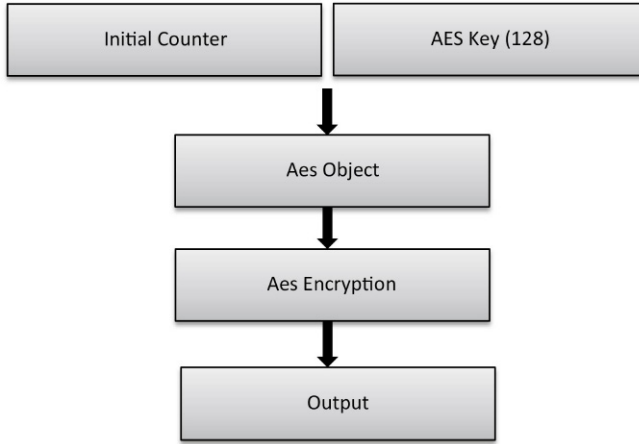 Initial Counter
AES Key (128)
Aes Object
Aes Encryption
Output